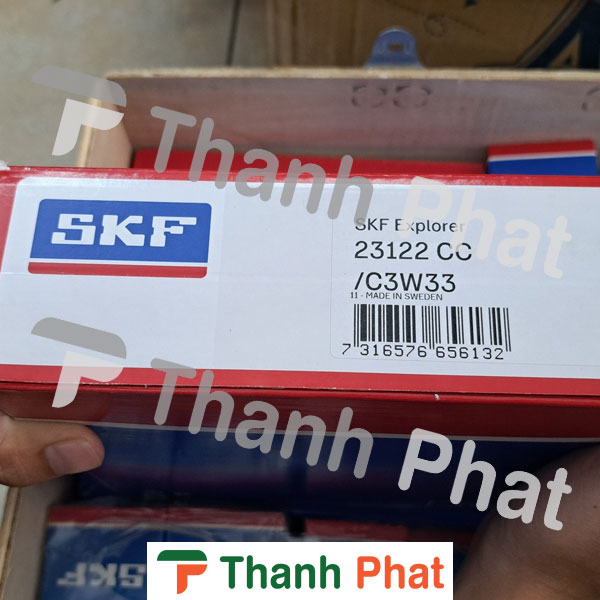 Thanh Phat
SKF
SKF Explorer
23122 CC
/C3W33
11 - MADE IN SWEDEN
7 316576 656132
Thanh Phat
SKF
Thanh Phat